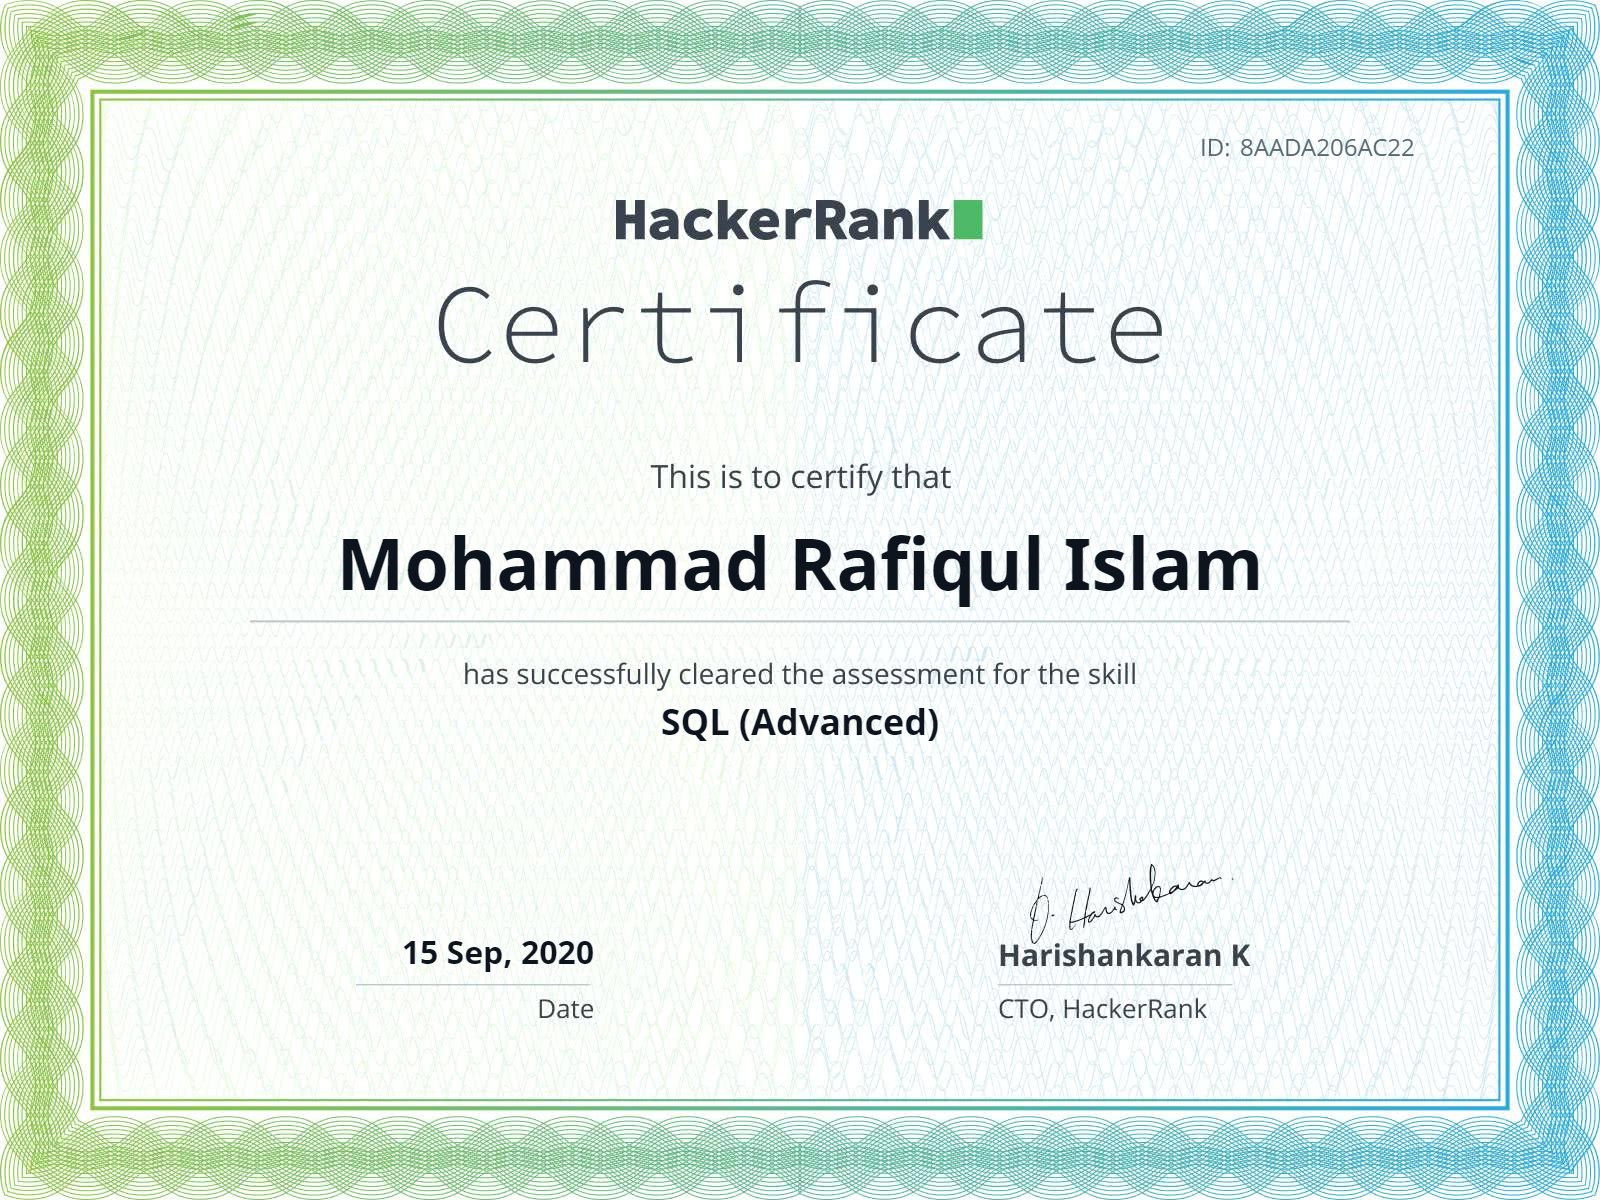 ID: 8AADA206AC22
HackerRank
Certificate
This is to certify that
Mohammad Rafiqul Islam
has successfully cleared the assessment for the skill
SQL (Advanced)
15 Sep, 2020
Date
D. Harishankaran.
Harishankaran K
CTO, HackerRank